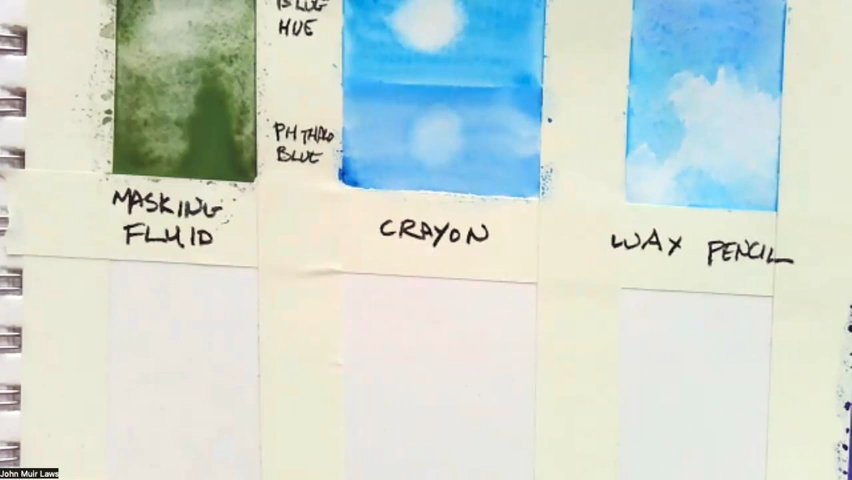 HUE
PHTHALO
BLUE
MASKING
FLUID
CRAYON
WAX PENCIL
John Muir Laws